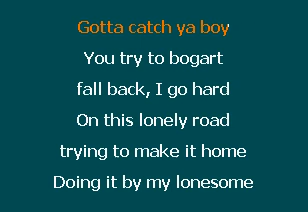 Gotta catch ya boy
You try to bogart
fall back, I go hard
On this lonely road
trying to make it home
Doing it by my lonesome